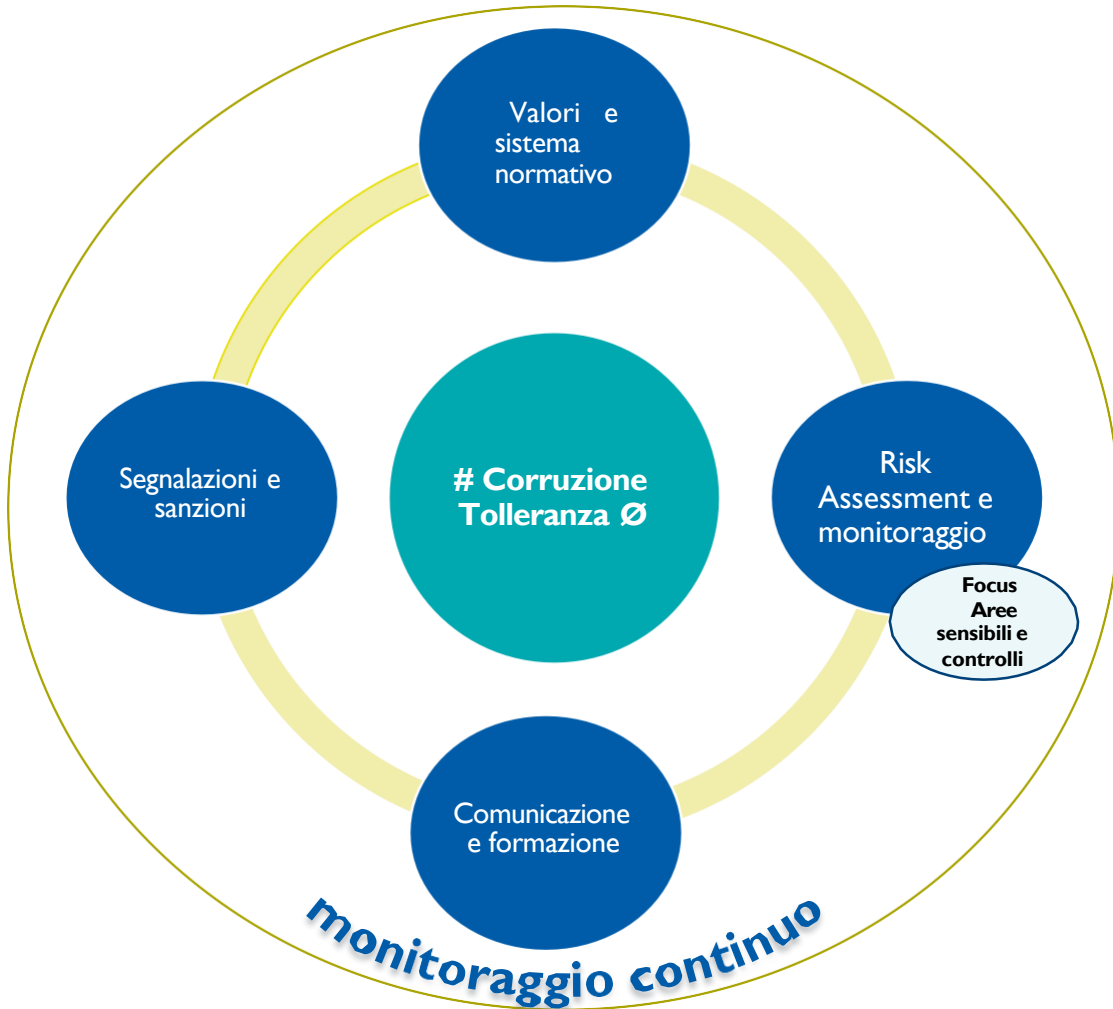 Valori e
sistema
normativo
Segnalazioni e
sanzioni
# Corruzione
Tolleranza Ø
Risk
Assessment e
monitoraggio
Focus
Aree
sensibili e
controlli
Comunicazione
e formazione
monitoraggio continuo